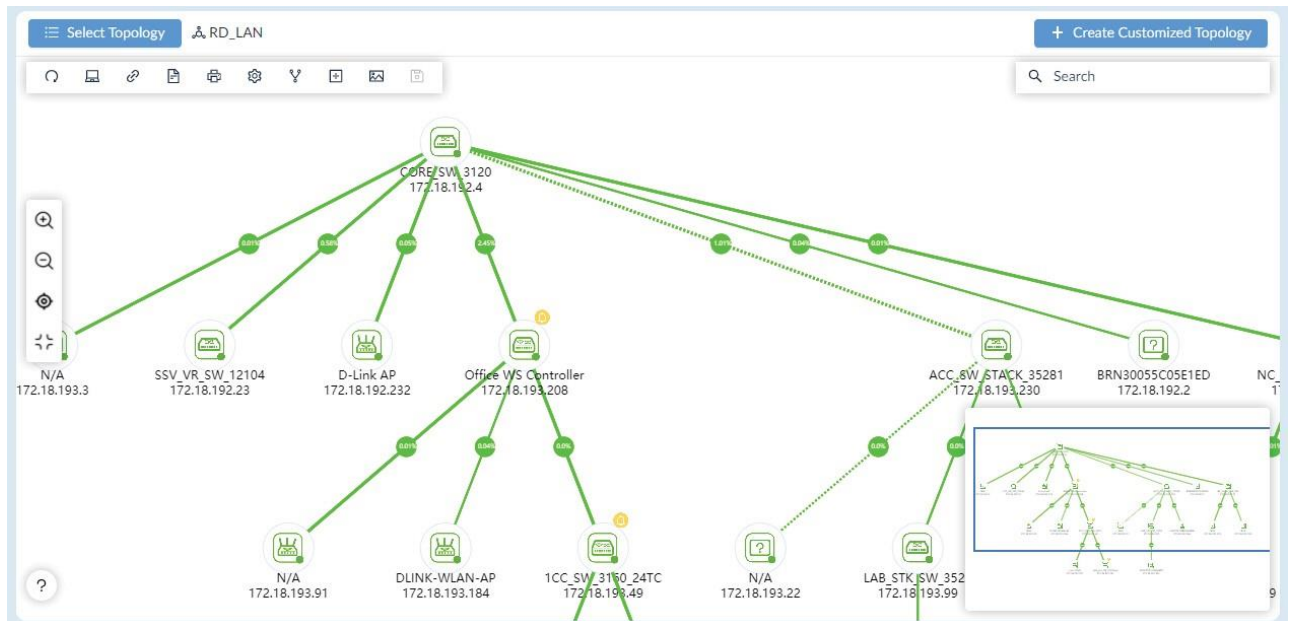 Select Topology
RD_LAN
+ Create Customized Topology
Search
CORE_SW_3120
172.18.192.4
0.01%
0.58%
0.05%
2.45%
1.01%
0.04%
0.01%
N/A
172.18.193.3
SSV_VR_SW_12104
172.18.192.23
D-Link AP
172.18.192.232
Office WS Controller
172.18.193.208
ACC_SW_STACK_35281
172.18.193.230
BRN30055C05E1ED
172.18.192.2
NC_
0.01%
0.04%
0.0%
0.0%
0.0%
N/A
172.18.193.91
DLINK-WLAN-AP
172.18.193.184
1CC_SW_3160_24TC
172.18.193.49
N/A
172.18.193.22
LAB_STK_SW_352
172.18.193.99
9
?